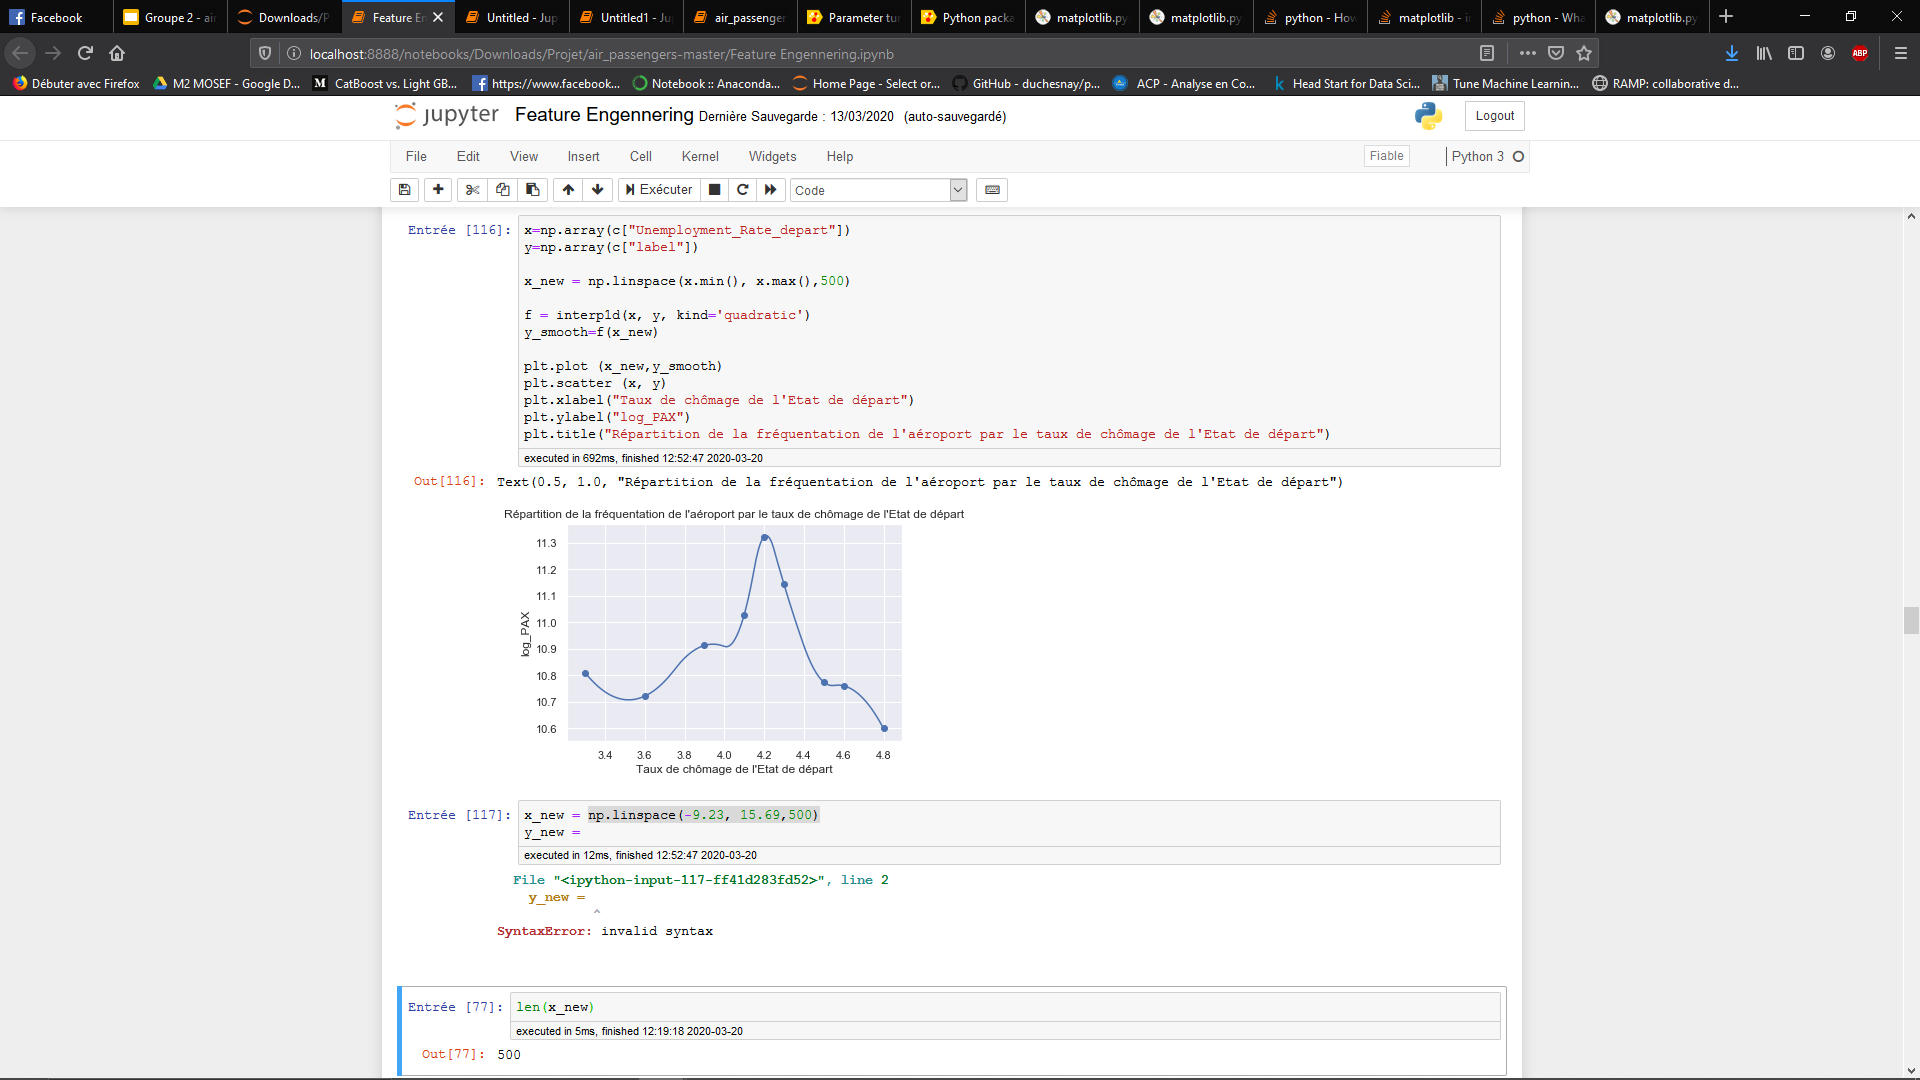 Facebook
Groupe 2 - air
Downloads/P
Feature En
Untitled - Jup
Untitled1 - Ju
air_passenger
Parameter tun
Python packa
matplotlib.py
matplotlib.py
python - How
matplotlib - i
python - Wha
matplotlib.py
localhost:8888/notebooks/Downloads/Projet/air_passengers-master/Feature Engennering.ipynb
ABP
Débuter avec Firefox
M2 MOSEF - Google D...
M CatBoost vs. Light GB...
https://www.facebook...
Notebook :: Anaconda...
Home Page - Select or...
GitHub - duchesnay/p...
ACP - Analyse en Co...
k Head Start for Data Sci...
Tune Machine Learnin...
RAMP: collaborative d...
jupyter Feature Engennering Dernière Sauvegarde : 13/03/2020 (auto-sauvegardé)
Logout
File Edit View Insert Cell Kernel Widgets Help
Fiable
Python 3
Exécuter
Code
Entrée [116]:
x=np.array(c["Unemployment_Rate_depart"])
y=np.array(c["label"])
x_new = np.linspace(x.min(), x.max(),500)
f = interp1d(x, y, kind='quadratic')
y_smooth=f(x_new)
plt.plot (x_new,y_smooth)
plt.scatter (x, y)
plt.xlabel("Taux de chômage de l'Etat de départ")
plt.ylabel("log_PAX")
plt.title("Répartition de la fréquentation de l'aéroport par le taux de chômage de l'Etat de départ")
executed in 692ms, finished 12:52:47 2020-03-20
Out[116]: Text(0.5, 1.0, "Répartition de la fréquentation de l'aéroport par le taux de chômage de l'Etat de départ")
Répartition de la fréquentation de l'aéroport par le taux de chômage de l'Etat de départ
11.3
11.2
11.1
11.0
10.9
10.8
10.7
10.6
log_PAX
3.4 3.6 3.8 4.0 4.2 4.4 4.6 4.8
Taux de chômage de l'Etat de départ
Entrée [117]:
x_new = np.linspace(-9.23, 15.69,500)
y_new =
executed in 12ms, finished 12:52:47 2020-03-20
File "<ipython-input-117-ff41d283fd52>", line 2
y_new =
^
SyntaxError: invalid syntax
Entrée [77]:
len(x_new)
executed in 5ms, finished 12:19:18 2020-03-20
Out[77]: 500